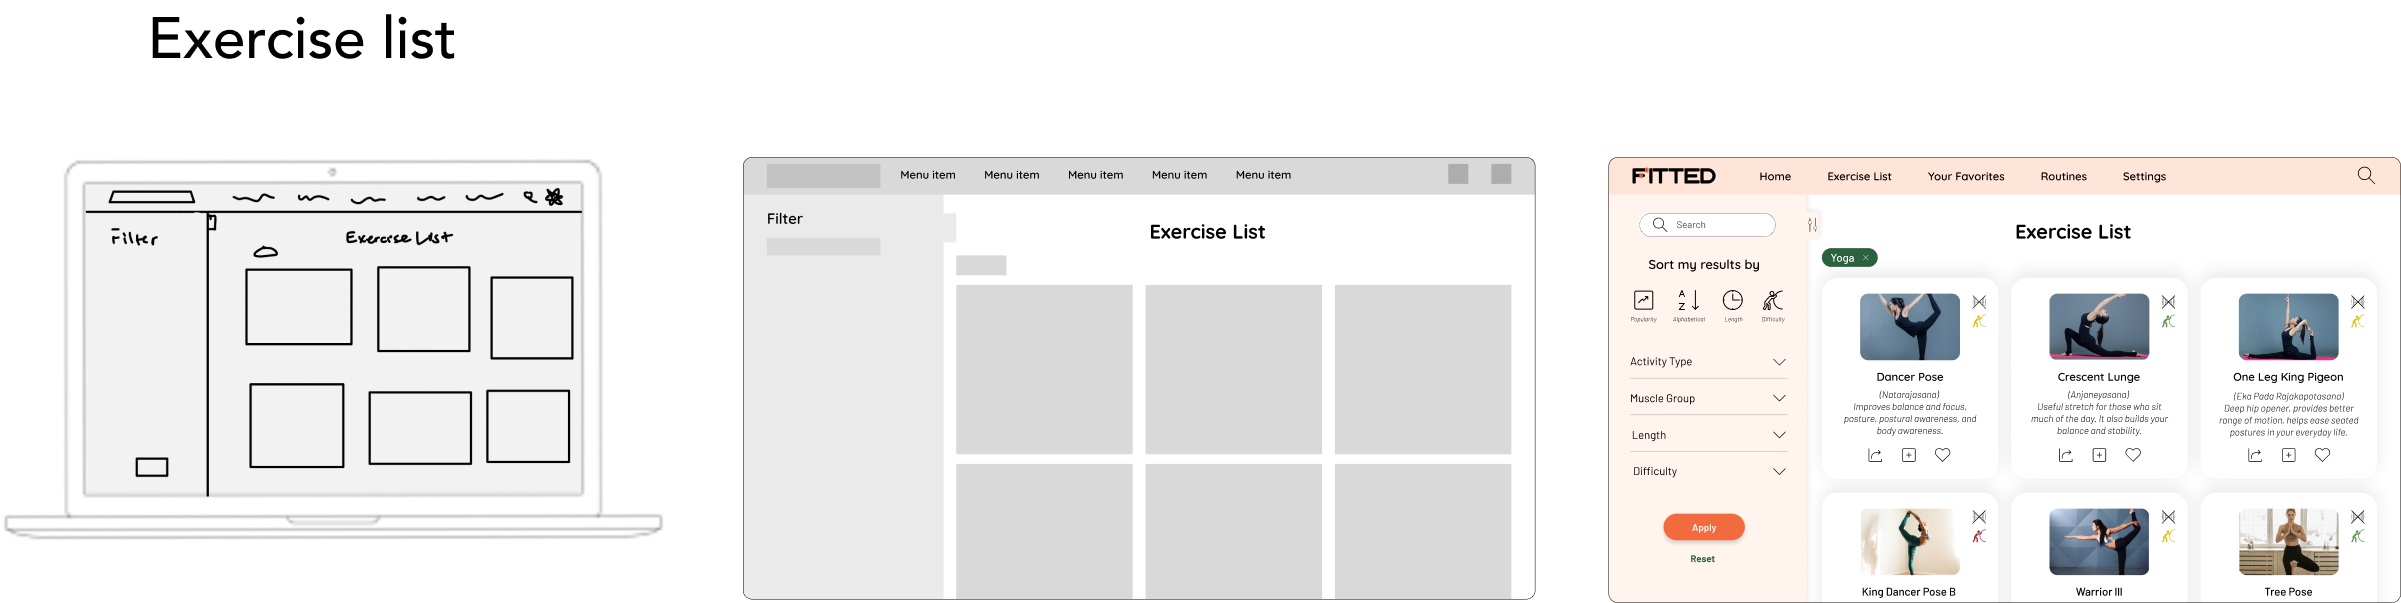 Exercise list
Filter
Exercise List
Menu item Menu item Menu item Menu item Menu item
Filter
Exercise List
FITTED Home Exercise List Your Favorites Routines Settings
Search
Sort my results by
Popularity Alphabetical Length Difficulty
A
Z
Activity Type
Muscle Group
Length
Difficulty
Apply
Reset
Exercise List
Yoga ×
Dancer Pose
(Natarajasana)
Improves balance and focus,
posture, postural awareness, and
body awareness.
Crescent Lunge
(Anjaneyasana)
Useful stretch for those who sit
much of the day. It also builds your
balance and stability.
One Leg King Pigeon
(Eka Pada Rajakapotasana)
Deep hip opener, provides better
range of motion, helps ease seated
postures in your everyday life.
King Dancer Pose B
Warrior III
Tree Pose